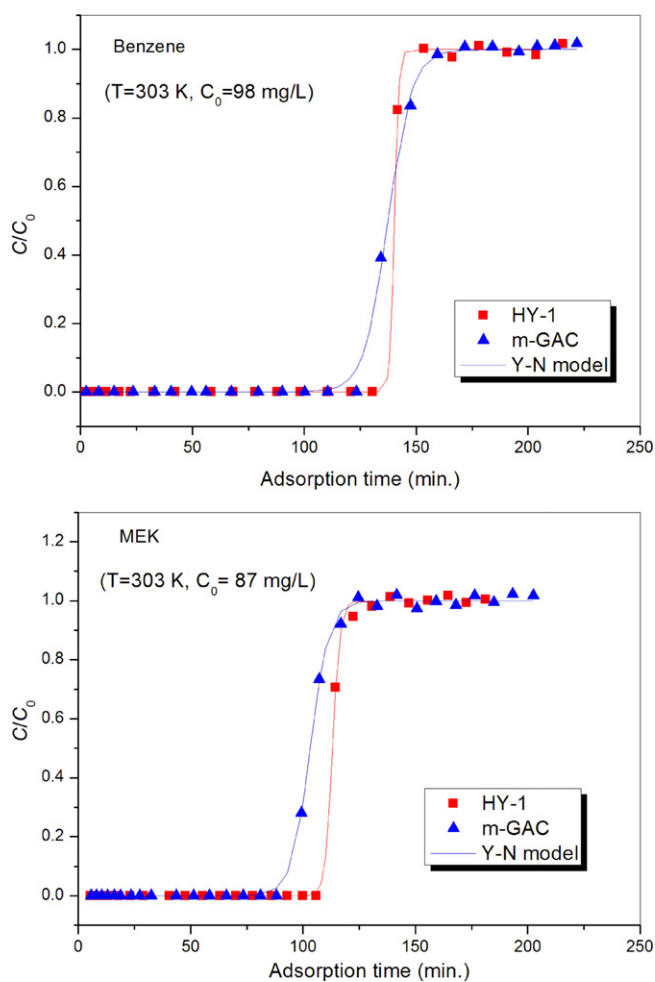 Benzene
(T=303 K, C₀=98 mg/L)
1.0
0.8
0.6
0.4
0.2
0.0
C/C₀
HY-1
m-GAC
Y-N model
0 50 100 150 200 250
Adsorption time (min.)
MEK
(T=303 K, C₀= 87 mg/L)
1.2
1.0
0.8
0.6
0.4
0.2
0.0
C/C₀
HY-1
m-GAC
Y-N model
0 50 100 150 200 250
Adsorption time (min.)